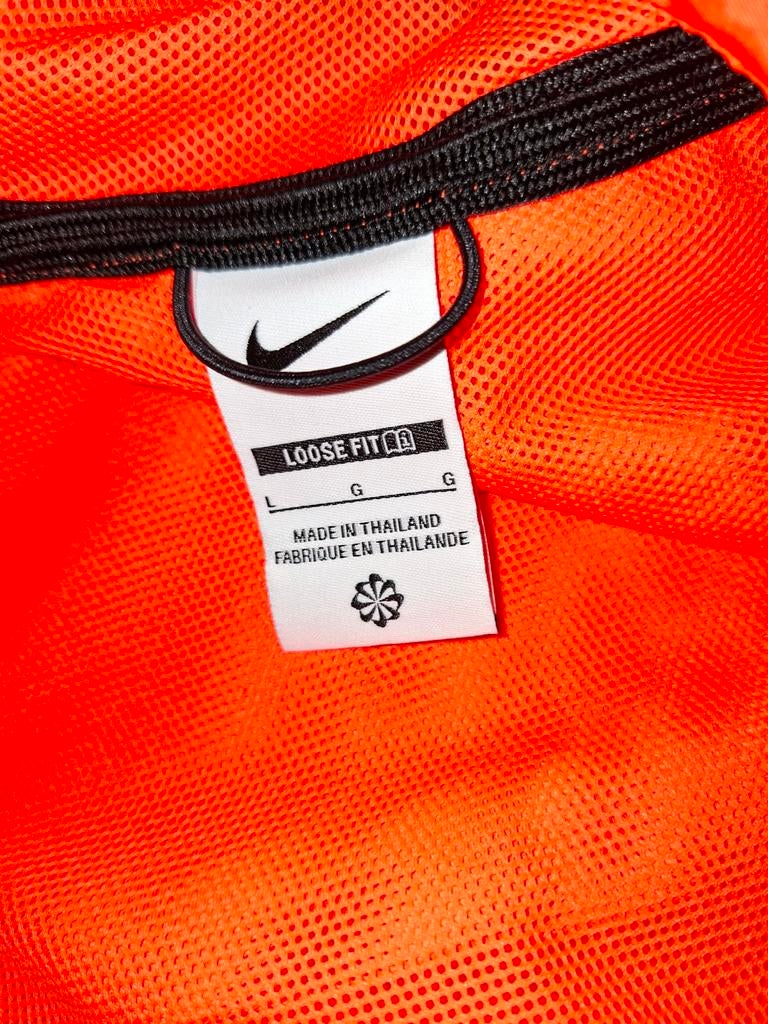 LOOSE FIT
L G G
MADE IN THAILAND
FABRIQUE EN THAILANDE